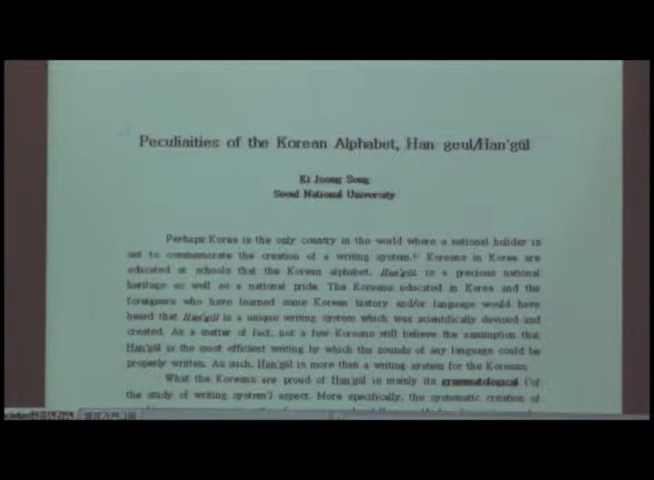 Peculiaities of the Korean Alphabet, Han-geul/Han'gŭl
Ki Joong Song
Seoul National University
Perhaps Korea is the only country in the world where a national holiday is
set to commemorate the creation of a writing system. Koreans in Korea are
educated at schools that the Korean alphabet, Han'gŭl, is a precious national
heritage as well as a national pride. The Koreans educated in Korea and the
foreigners who have learned some Korean history and/or language would have
heard that Han'gŭl is a unique writing system which was scientifically devised and
created. As a matter of fact, not a few Koreans still believe the assumption that
Han'gŭl is the most efficient writing by which the sounds of any language could be
properly written. As such, Han'gŭl is more than a writing system for the Koreans.
What the Koreans are proud of Han'gŭl is mainly its grammatological ('of
the study of writing system') aspect. More specifically, the systematic creation of